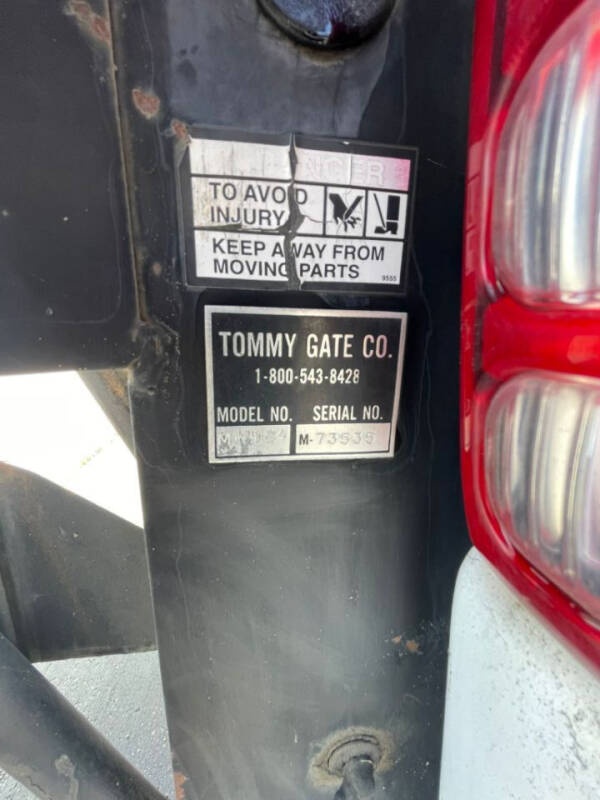 DANGER
TO AVOID
INJURY
KEEP AWAY FROM
MOVING PARTS
9555
TOMMY GATE CO.
1-800-543-8428
MODEL NO. SERIAL NO.
M-73535